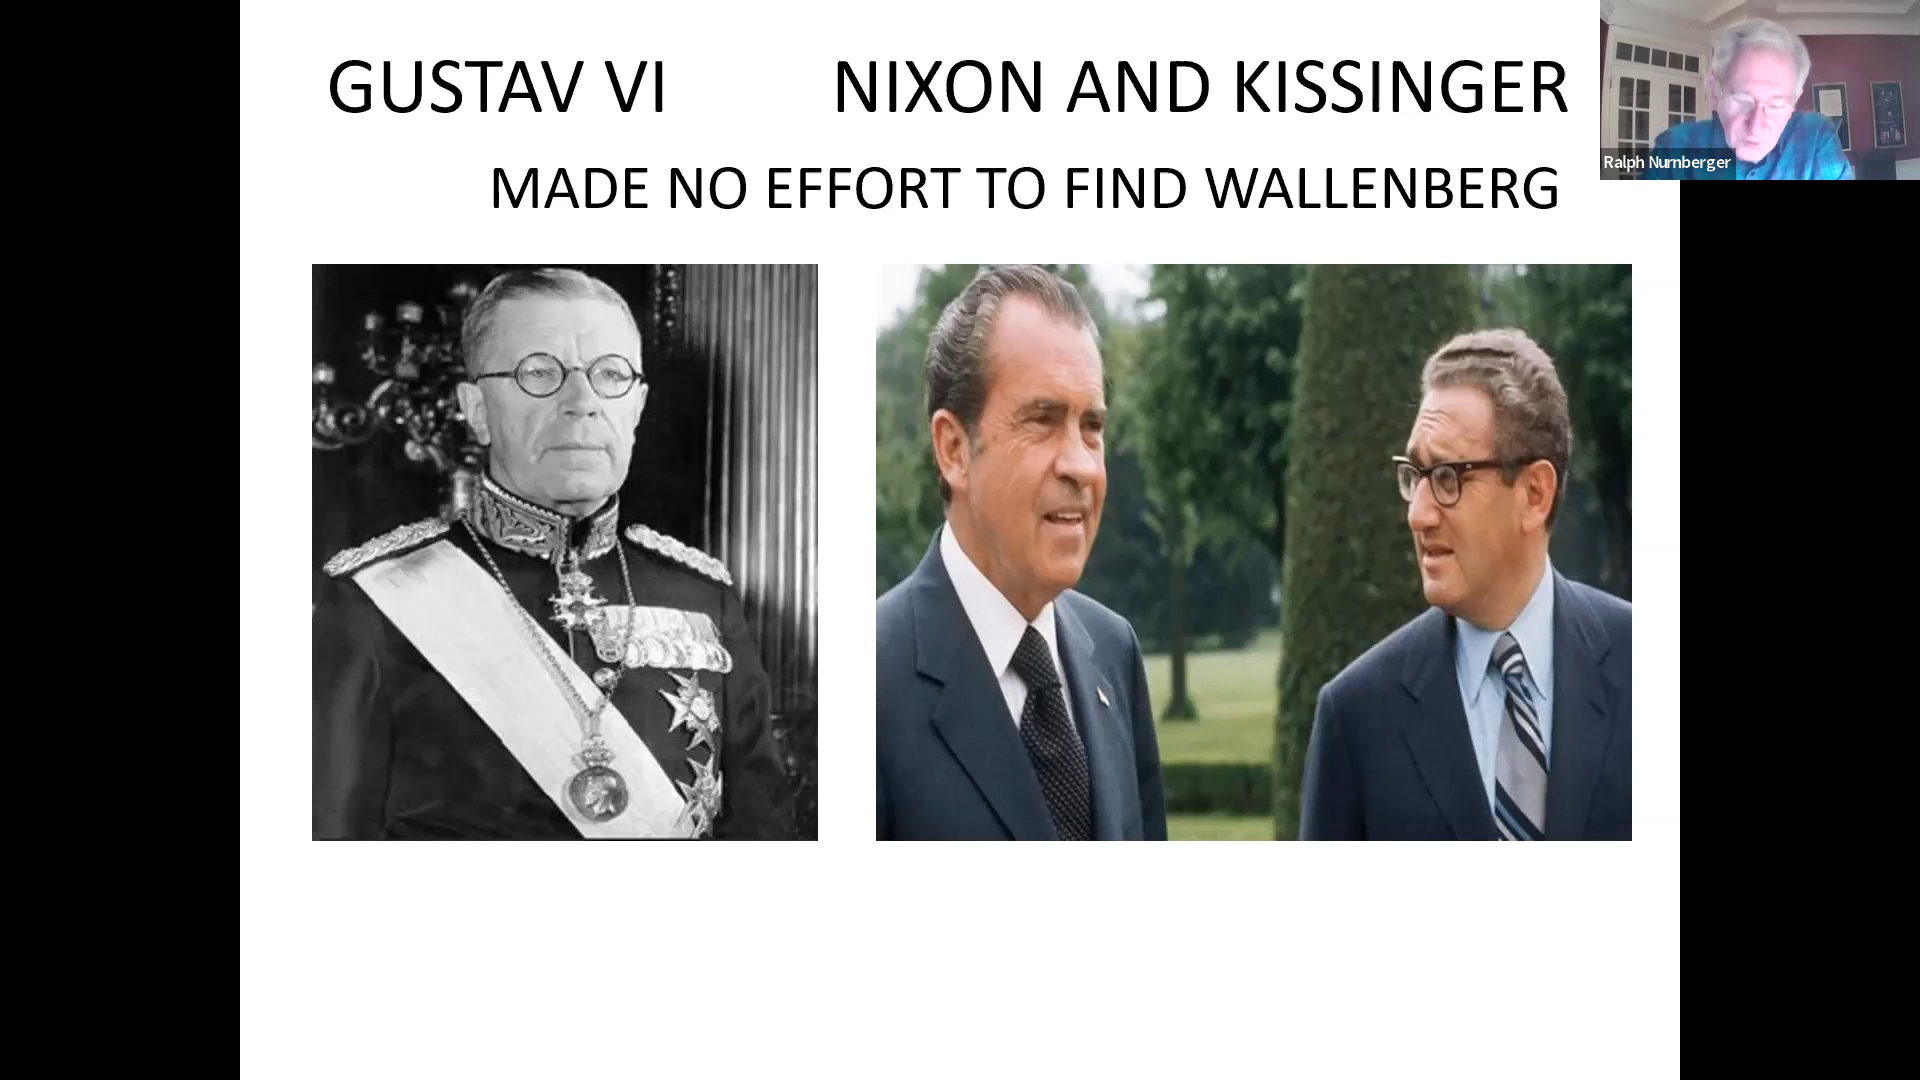 GUSTAV VI NIXON AND KISSINGER
MADE NO EFFORT TO FIND WALLENBERG
Ralph Nurnberger